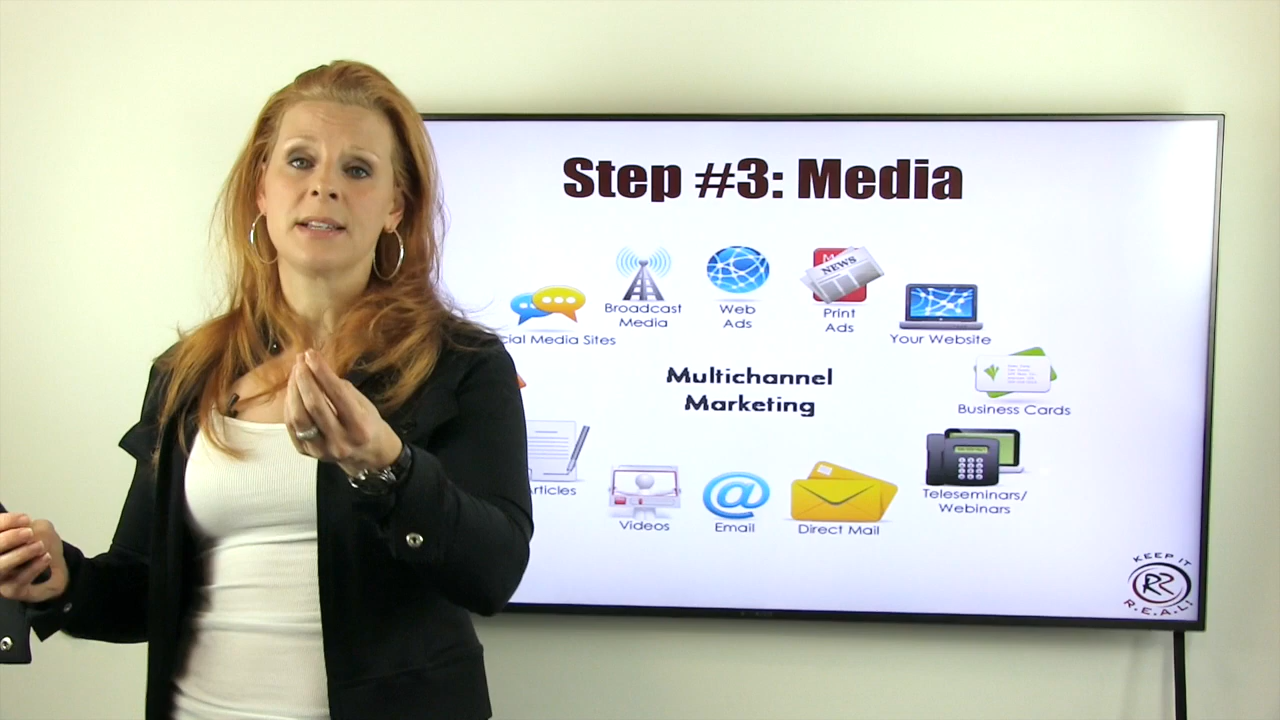 Step #3: Media
Broadcast
Media
Web
Ads
NEWS
Print
Ads
cial Media Sites
Your Website
Multichannel
Marketing
Business Cards
rticles
Videos
@
Email
Direct Mail
Teleseminars/
Webinars
KEEP IT
R.E.A.L!